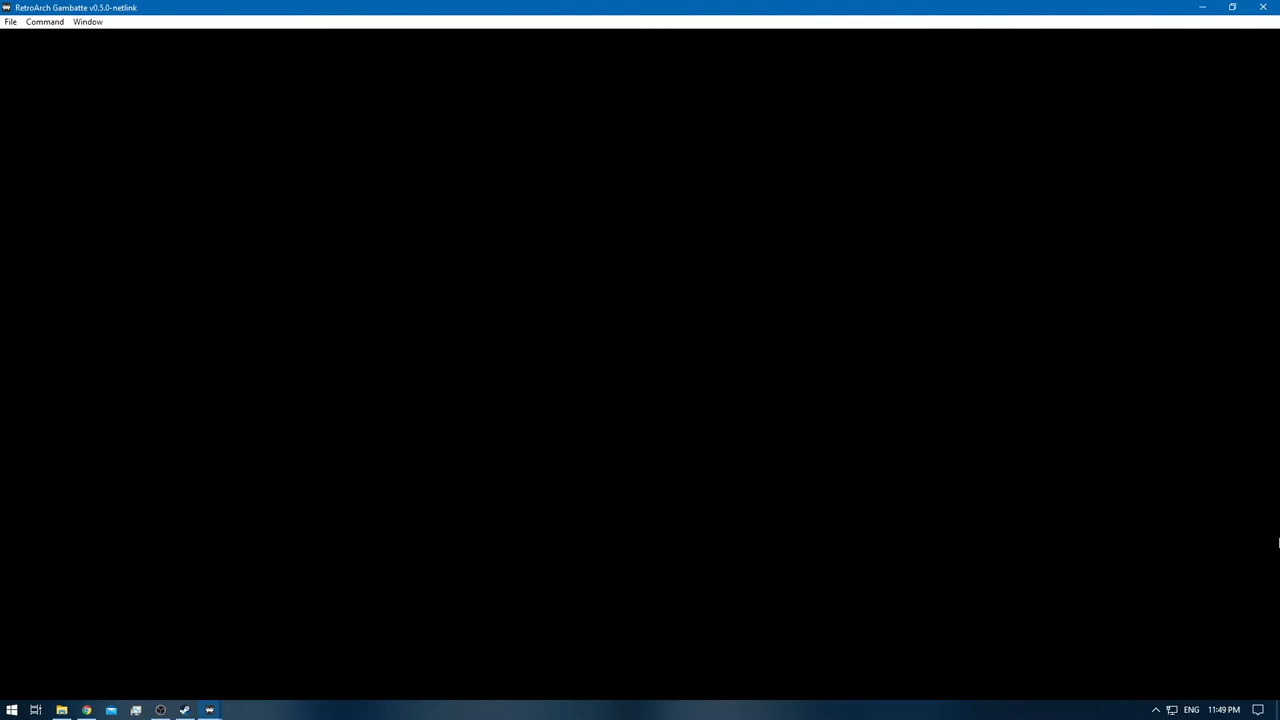 RetroArch Gambatte v0.5.0-netlink
File Command Window
ENG 11:49 PM